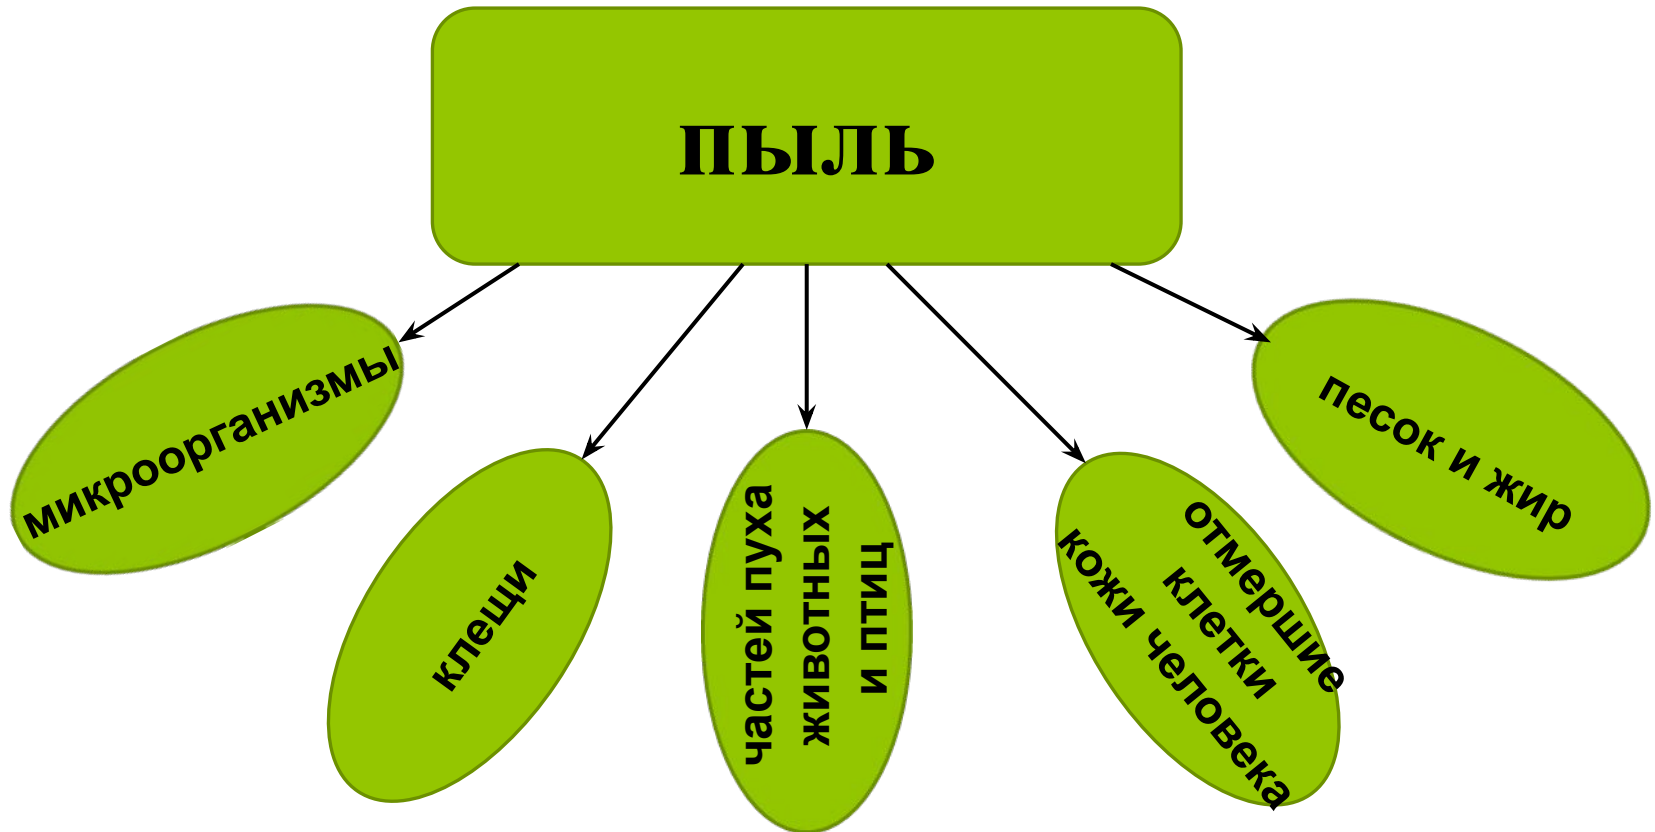 пыль
микроорганизмы
клещи
частей пуха
животных
и птиц
отмершие
клетки
кожи человека
песок и жир